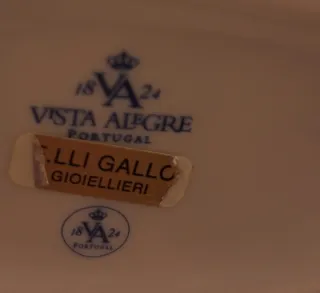 18 VA 24
VISTA ALEGRE
PORTUGAL
LLI GALLO
GIOIELLIERI
18 VA 24
PORTUGAL